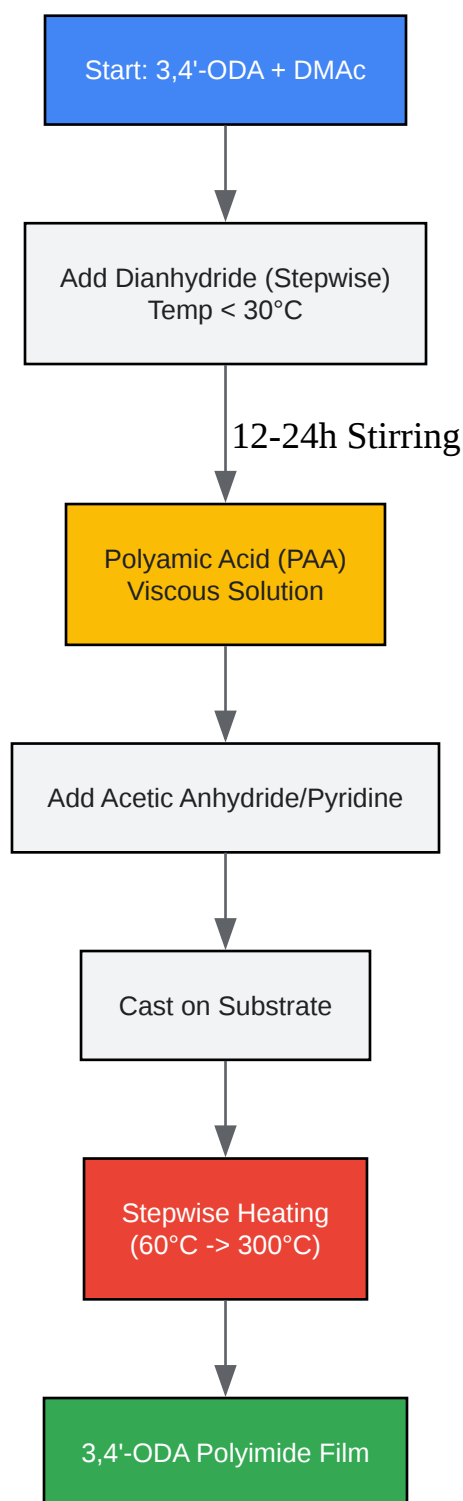 Start: 3,4'-ODA + DMAc
Add Dianhydride (Stepwise)
Temp < 30°C
12-24h Stirring
Polyamic Acid (PAA)
Viscous Solution
Add Acetic Anhydride/Pyridine
Cast on Substrate
Stepwise Heating
(60°C -> 300°C)
3,4'-ODA Polyimide Film